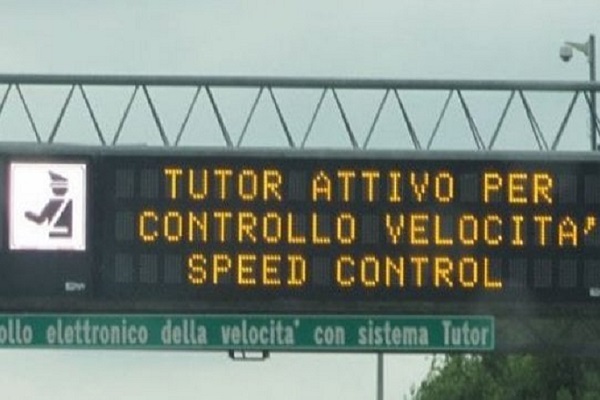 TUTOR ATTIVO PER
CONTROLLO VELOCITA'
SPEED CONTROL
elettronico della velocita' con sistema Tutor